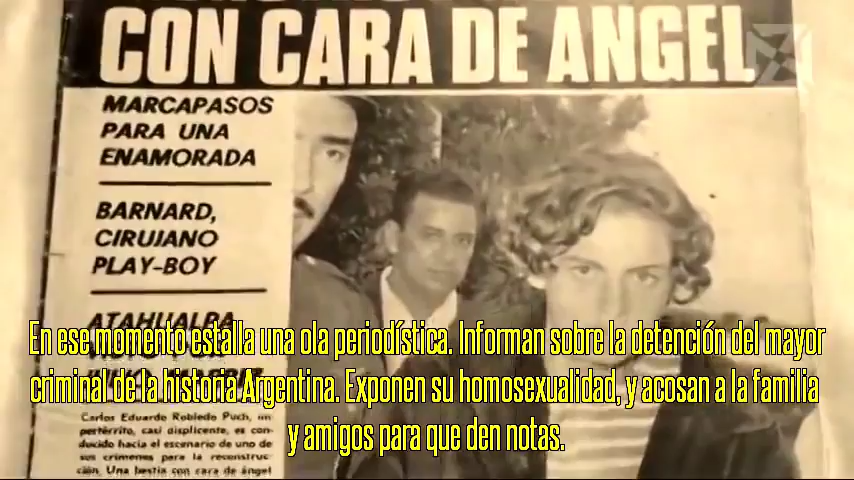 CON CARA DE ANGEL
MARCAPASOS
PARA UNA
ENAMORADA
BARNARD,
CIRUJANO
PLAY-BOY
ATAHUALPA
En ese momento estalla una ola periodística. Informan sobre la detención del mayor
criminal de la historia Argentina. Exponen su homosexualidad, y acosan a la familia
y amigos para que den notas.
Carlos Eduardo Robledo Puch, un
pertérrito, casi displicente, es con-
ducido hacia el escenario de uno de
sus crímenes para la reconstruc-
ción. Una bestia con cara de ángel